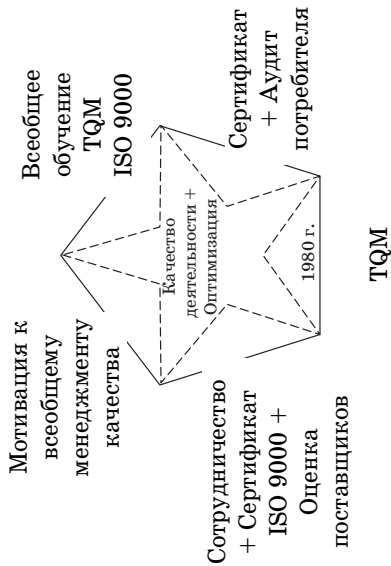 Мотивация к
всеобщему
менеджменту
качества
Всеобщее
обучение
TQM
ISO 9000
Качество
деятельности +
Оптимизация
1980 г.
Сотрудничество
+ Сертификат
ISO 9000 +
Оценка
поставщиков
Сертификат
+ Аудит
потребителя
TQM